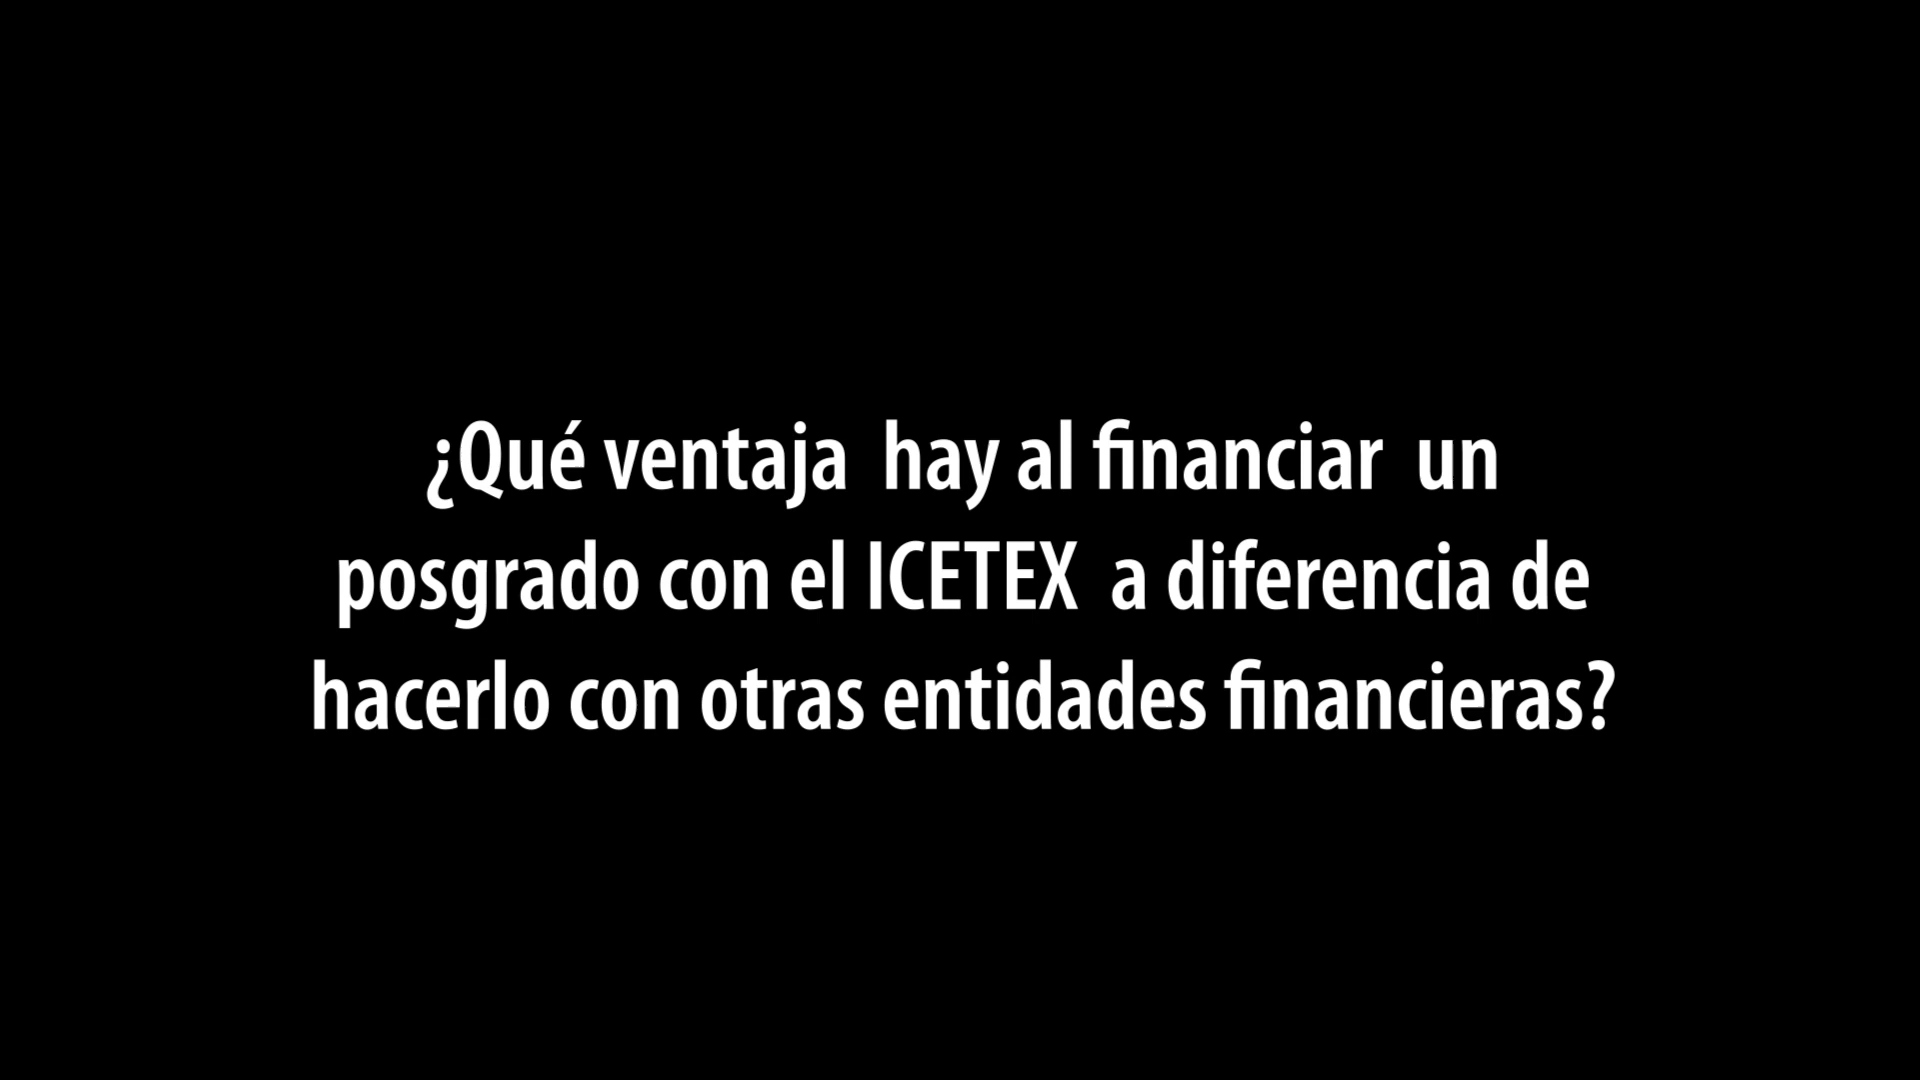 ¿Qué ventaja hay al financiar un
posgrado con el ICETEX a diferencia de
hacerlo con otras entidades financieras?